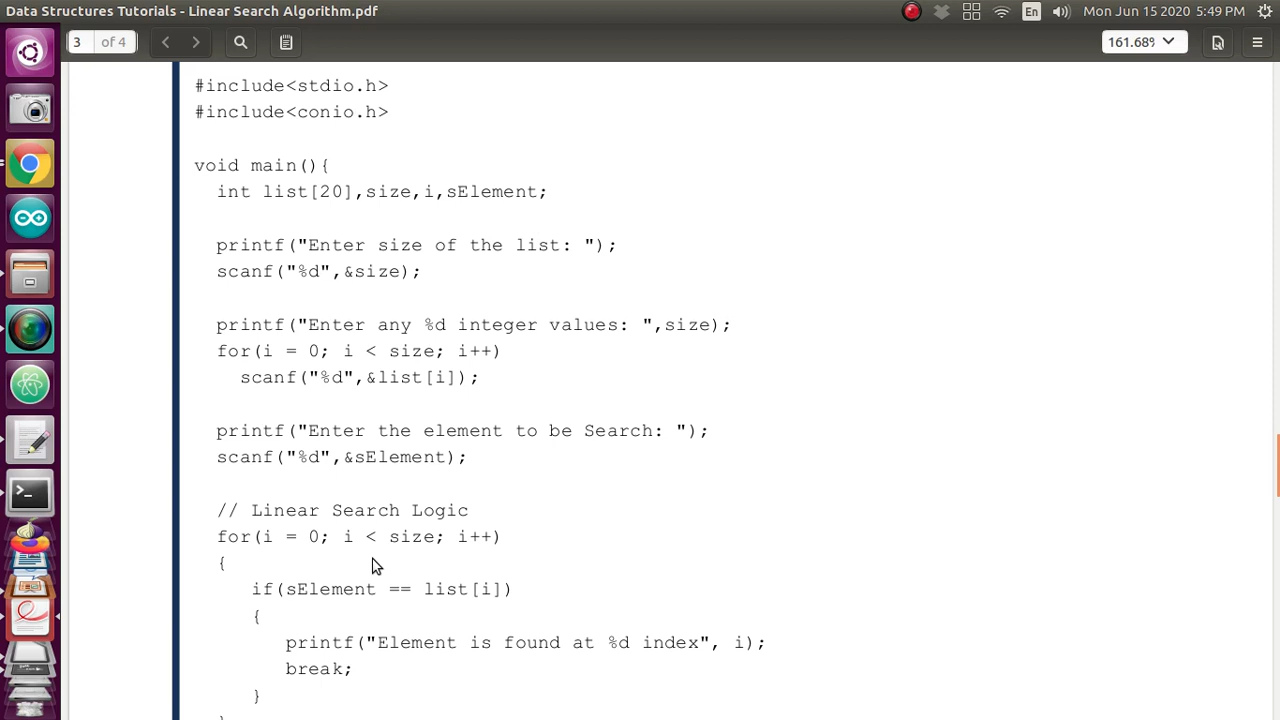 Data Structures Tutorials - Linear Search Algorithm.pdf
En
Mon Jun 15 2020 5:49 PM
3 of 4
161.68%
#include<stdio.h>
#include<conio.h>
void main(){
int list[20],size,i,sElement;
printf("Enter size of the list: ");
scanf("%d",&size);
printf("Enter any %d integer values: ",size);
for(i = 0; i < size; i++)
scanf("%d",&list[i]);
printf("Enter the element to be Search: ");
scanf("%d",&sElement);
// Linear Search Logic
for(i = 0; i < size; i++)
{
if(sElement == list[i])
{
printf("Element is found at %d index", i);
break;
}
}